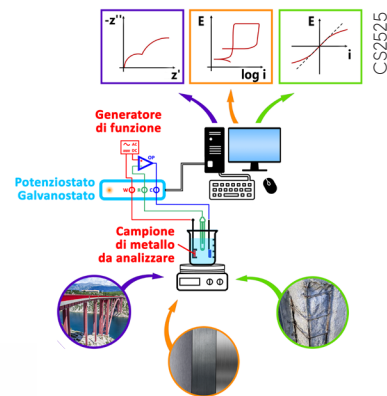 -z''
z'
E
log i
E
i
CS2525
Generatore
di funzione
AC
DC
OP
Potenziostato
Galvanostato
W
C
Campione
di metallo
da analizzare